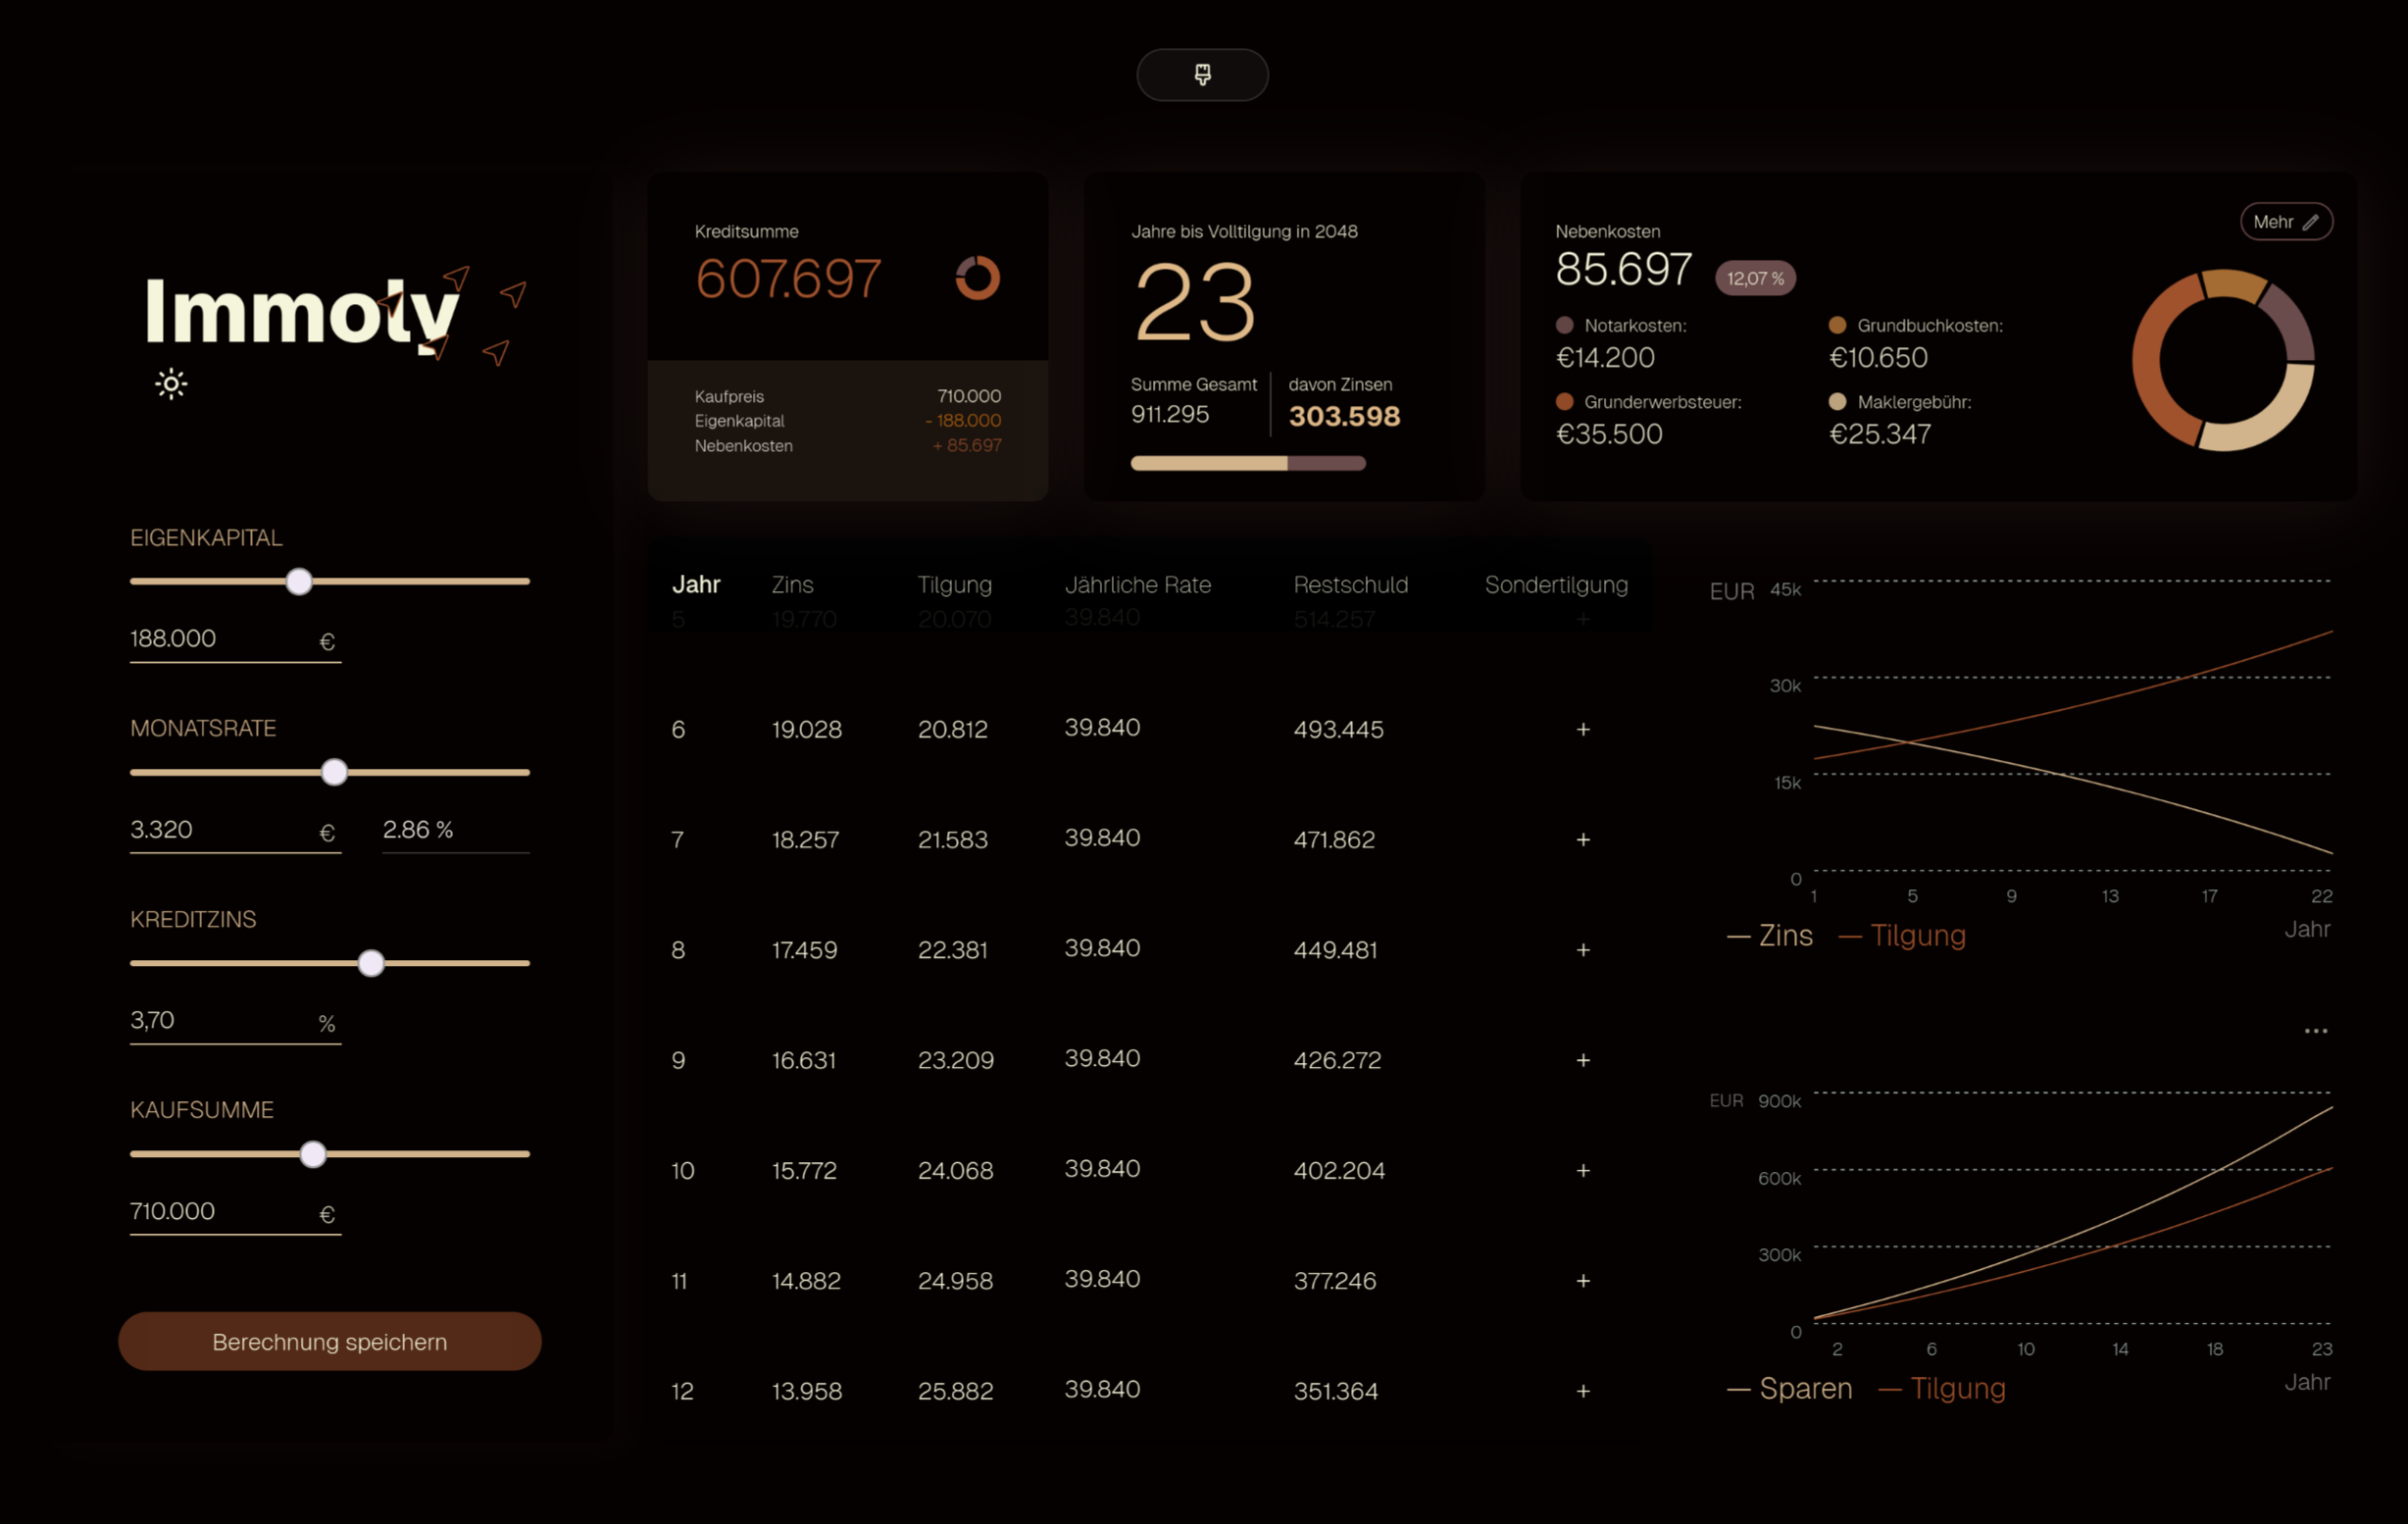 Immoly
EIGENKAPITAL
188.000 €
MONATSRATE
3.320 € 2.86 %
KREDITZINS
3,70 %
KAUFSUMME
710.000 €
Berechnung speichern
Kreditsumme
607.697
Kaufpreis 710.000
Eigenkapital - 188.000
Nebenkosten + 85.697
Jahre bis Volltilgung in 2048
23
Summe Gesamt davon Zinsen
911.295 303.598
Nebenkosten
85.697 12,07 %
Mehr
Notarkosten: Grundbuchkosten:
€14.200 €10.650
Grunderwerbsteuer: Maklergebühr:
€35.500 €25.347
Jahr Zins Tilgung Jährliche Rate Restschuld Sondertilgung
5 19.770 20.070 39.840 514.257 +
6 19.028 20.812 39.840 493.445 +
7 18.257 21.583 39.840 471.862 +
8 17.459 22.381 39.840 449.481 +
9 16.631 23.209 39.840 426.272 +
10 15.772 24.068 39.840 402.204 +
11 14.882 24.958 39.840 377.246 +
12 13.958 25.882 39.840 351.364 +
EUR 45k
30k
15k
0
1 5 9 13 17 22
Jahr
— Zins — Tilgung
EUR 900k
600k
300k
0
2 6 10 14 18 23
Jahr
— Sparen — Tilgung